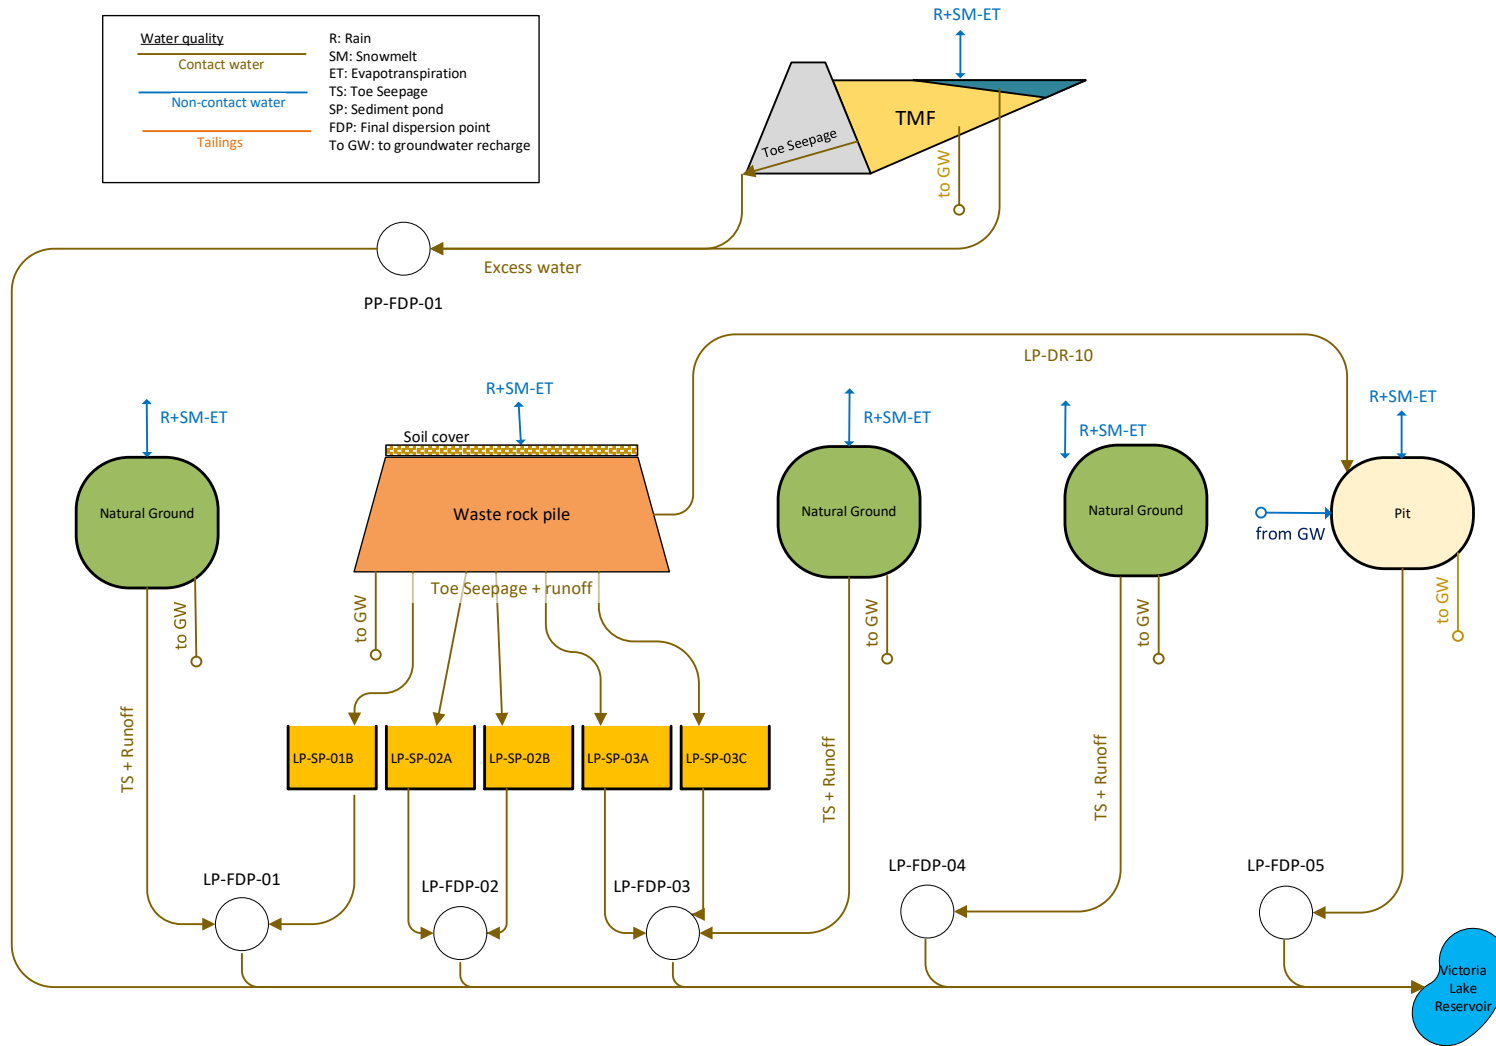 R+SM-ET
Water quality
Contact water
Non-contact water
Tailings
R: Rain
SM: Snowmelt
ET: Evapotranspiration
TS: Toe Seepage
SP: Sediment pond
FDP: Final dispersion point
To GW: to groundwater recharge
TMF
Toe Seepage
to GW
Excess water
PP-FDP-01
LP-DR-10
R+SM-ET
R+SM-ET
R+SM-ET
R+SM-ET
R+SM-ET
Soil cover
Natural Ground
Waste rock pile
Natural Ground
Natural Ground
Pit
from GW
Toe Seepage + runoff
to GW
to GW
to GW
to GW
to GW
TS + Runoff
LP-SP-01B
LP-SP-02A
LP-SP-02B
LP-SP-03A
LP-SP-03C
TS + Runoff
TS + Runoff
LP-FDP-01
LP-FDP-02
LP-FDP-03
LP-FDP-04
LP-FDP-05
Victoria
Lake
Reservoir